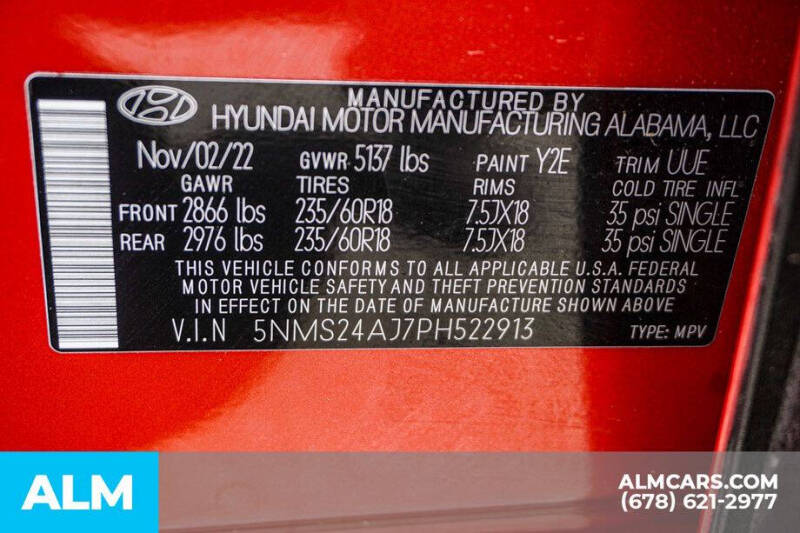 MANUFACTURED BY
HYUNDAI MOTOR MANUFACTURING ALABAMA, LLC
Nov/02/22 GVWR 5137 lbs PAINT Y2E TRIM UUE
GAWR TIRES RIMS COLD TIRE INFL
FRONT 2866 lbs 235/60R18 7.5JX18 35 psi SINGLE
REAR 2976 lbs 235/60R18 7.5JX18 35 psi SINGLE
THIS VEHICLE CONFORMS TO ALL APPLICABLE U.S.A. FEDERAL
MOTOR VEHICLE SAFETY AND THEFT PREVENTION STANDARDS
IN EFFECT ON THE DATE OF MANUFACTURE SHOWN ABOVE
V.I.N 5NMS24AJ7PH522913 TYPE: MPV
ALM
ALMCARS.COM
(678) 621-2977